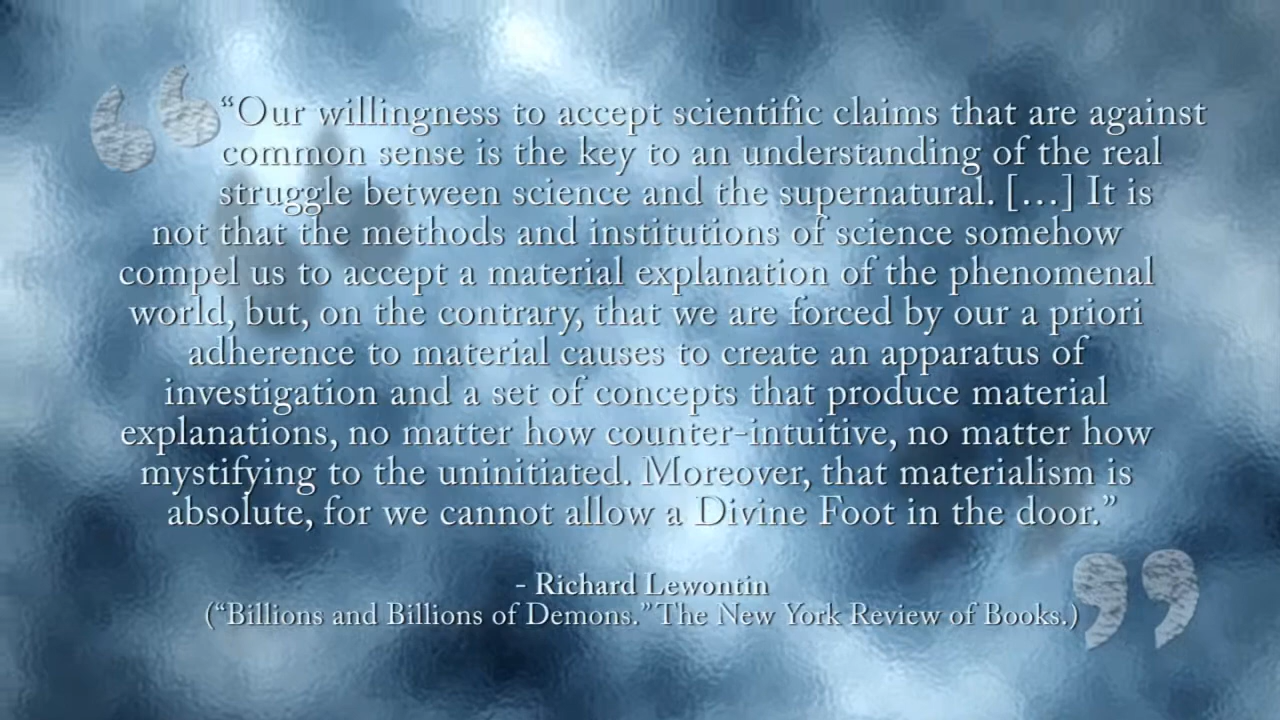 “Our willingness to accept scientific claims that are against
common sense is the key to an understanding of the real
struggle between science and the supernatural. […] It is
not that the methods and institutions of science somehow
compel us to accept a material explanation of the phenomenal
world, but, on the contrary, that we are forced by our a priori
adherence to material causes to create an apparatus of
investigation and a set of concepts that produce material
explanations, no matter how counter-intuitive, no matter how
mystifying to the uninitiated. Moreover, that materialism is
absolute, for we cannot allow a Divine Foot in the door.”
- Richard Lewontin
(“Billions and Billions of Demons.” The New York Review of Books.)